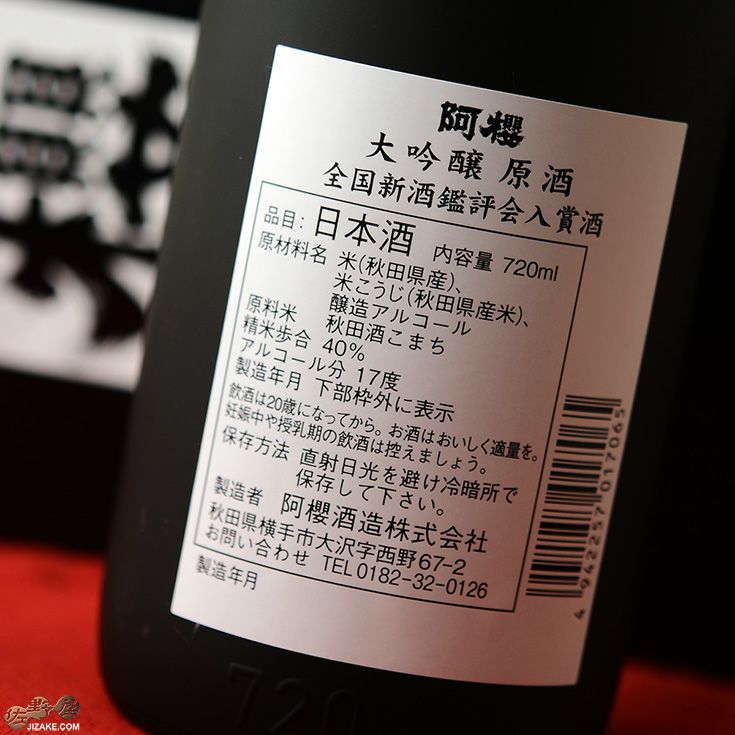 阿櫻
大吟醸 原酒
全国新酒鑑評会入賞酒
品目: 日本酒 内容量 720ml
原材料名 米(秋田県産)、
米こうじ(秋田県産米)、
醸造アルコール
原料米 秋田酒こまち
精米歩合 40%
アルコール分 17度
製造年月 下部枠外に表示
飲酒は20歳になってから。お酒はおいしく適量を。
妊娠中や授乳期の飲酒は控えましょう。
保存方法 直射日光を避け冷暗所で
保存して下さい。
製造者 阿櫻酒造株式会社
秋田県横手市大沢字西野67-2
お問い合わせ TEL0182-32-0126
製造年月
4942257017065
720
佐野屋
JIZAKE.COM